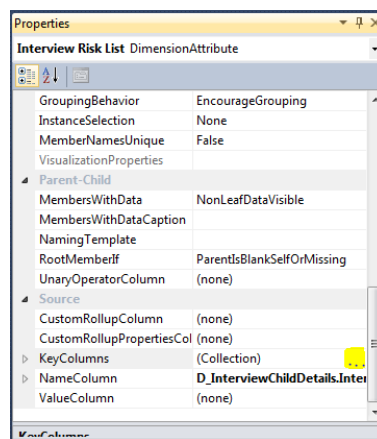 Properties
Interview Risk List DimensionAttribute
GroupingBehavior EncourageGrouping
InstanceSelection None
MemberNamesUnique False
VisualizationProperties
Parent-Child
MembersWithData NonLeafDataVisible
MembersWithDataCaption
NamingTemplate
RootMemberIf ParentIsBlankSelfOrMissing
UnaryOperatorColumn (none)
Source
CustomRollupColumn (none)
CustomRollupPropertiesCol (none)
KeyColumns (Collection) ...
NameColumn D_InterviewChildDetails.Inter
ValueColumn (none)
KeyColumns